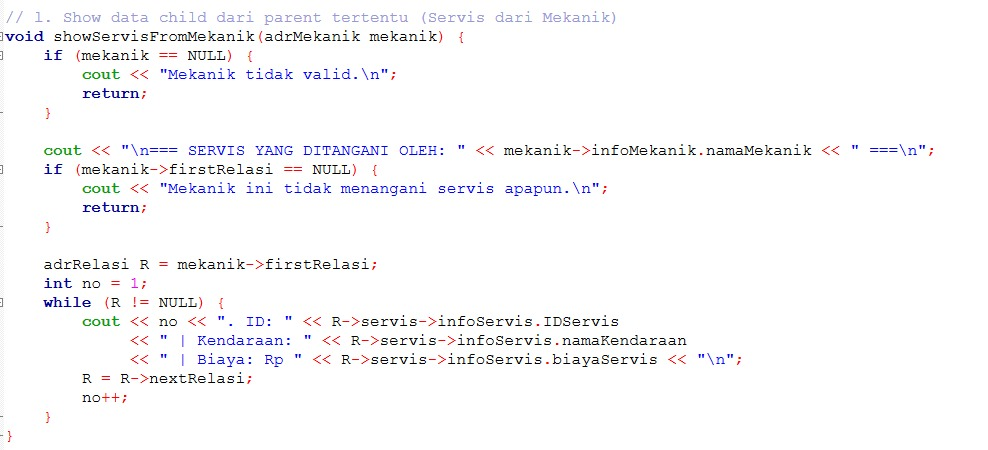 // l. Show data child dari parent tertentu (Servis dari Mekanik)
void showServisFromMekanik(adrMekanik mekanik) {
    if (mekanik == NULL) {
        cout << "Mekanik tidak valid.\n";
        return;
    }

    cout << "\n=== SERVIS YANG DITANGANI OLEH: " << mekanik->infoMekanik.namaMekanik << " ===\n";
    if (mekanik->firstRelasi == NULL) {
        cout << "Mekanik ini tidak menangani servis apapun.\n";
        return;
    }

    adrRelasi R = mekanik->firstRelasi;
    int no = 1;
    while (R != NULL) {
        cout << no << ". ID: " << R->servis->infoServis.IDServis
             << " | Kendaraan: " << R->servis->infoServis.namaKendaraan
             << " | Biaya: Rp " << R->servis->infoServis.biayaServis << "\n";
        R = R->nextRelasi;
        no++;
    }
}